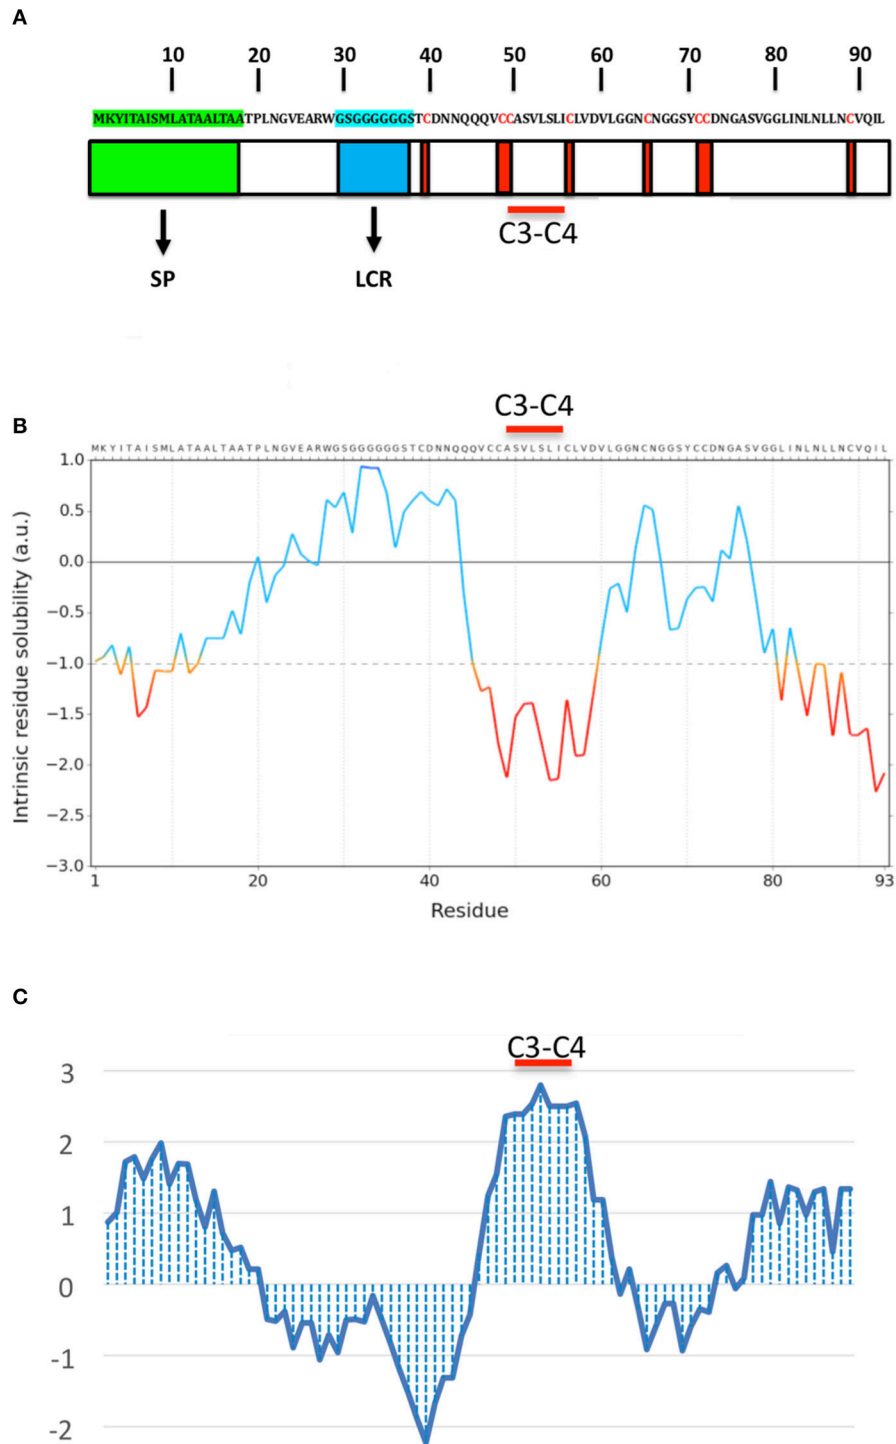 A
10 20 30 40 50 60 70 80 90
MKYITAISMLATAALTAATPLNGVEARWGSGGGGGGSTCDNNQQQVCCASVLSLICLVDVLGGNCNGGSYCCDNGASVGGLINLNLLNCVQIL
C3-C4
SP LCR
B
C3-C4
MKYITAISMLATAALTAATPLNGVEARWGSGGGGGGSTCDNNQQQVCCASVLSLICLVDVLGGNCNGGSYCCDNGASVGGLINLNLLNCVQIL
1.0
0.5
0.0
−0.5
−1.0
−1.5
−2.0
−2.5
−3.0
Intrinsic residue solubility (a.u.)
1 20 40 60 80 93
Residue
C
C3-C4
3
2
1
0
-1
-2